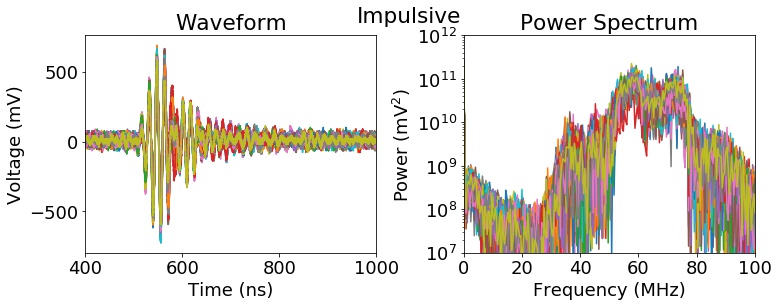 Impulsive
Waveform
Voltage (mV)
500
0
−500
400
600
800
1000
Time (ns)
Power Spectrum
Power (mV²)
10¹²
10¹¹
10¹⁰
10⁹
10⁸
10⁷
0
20
40
60
80
100
Frequency (MHz)